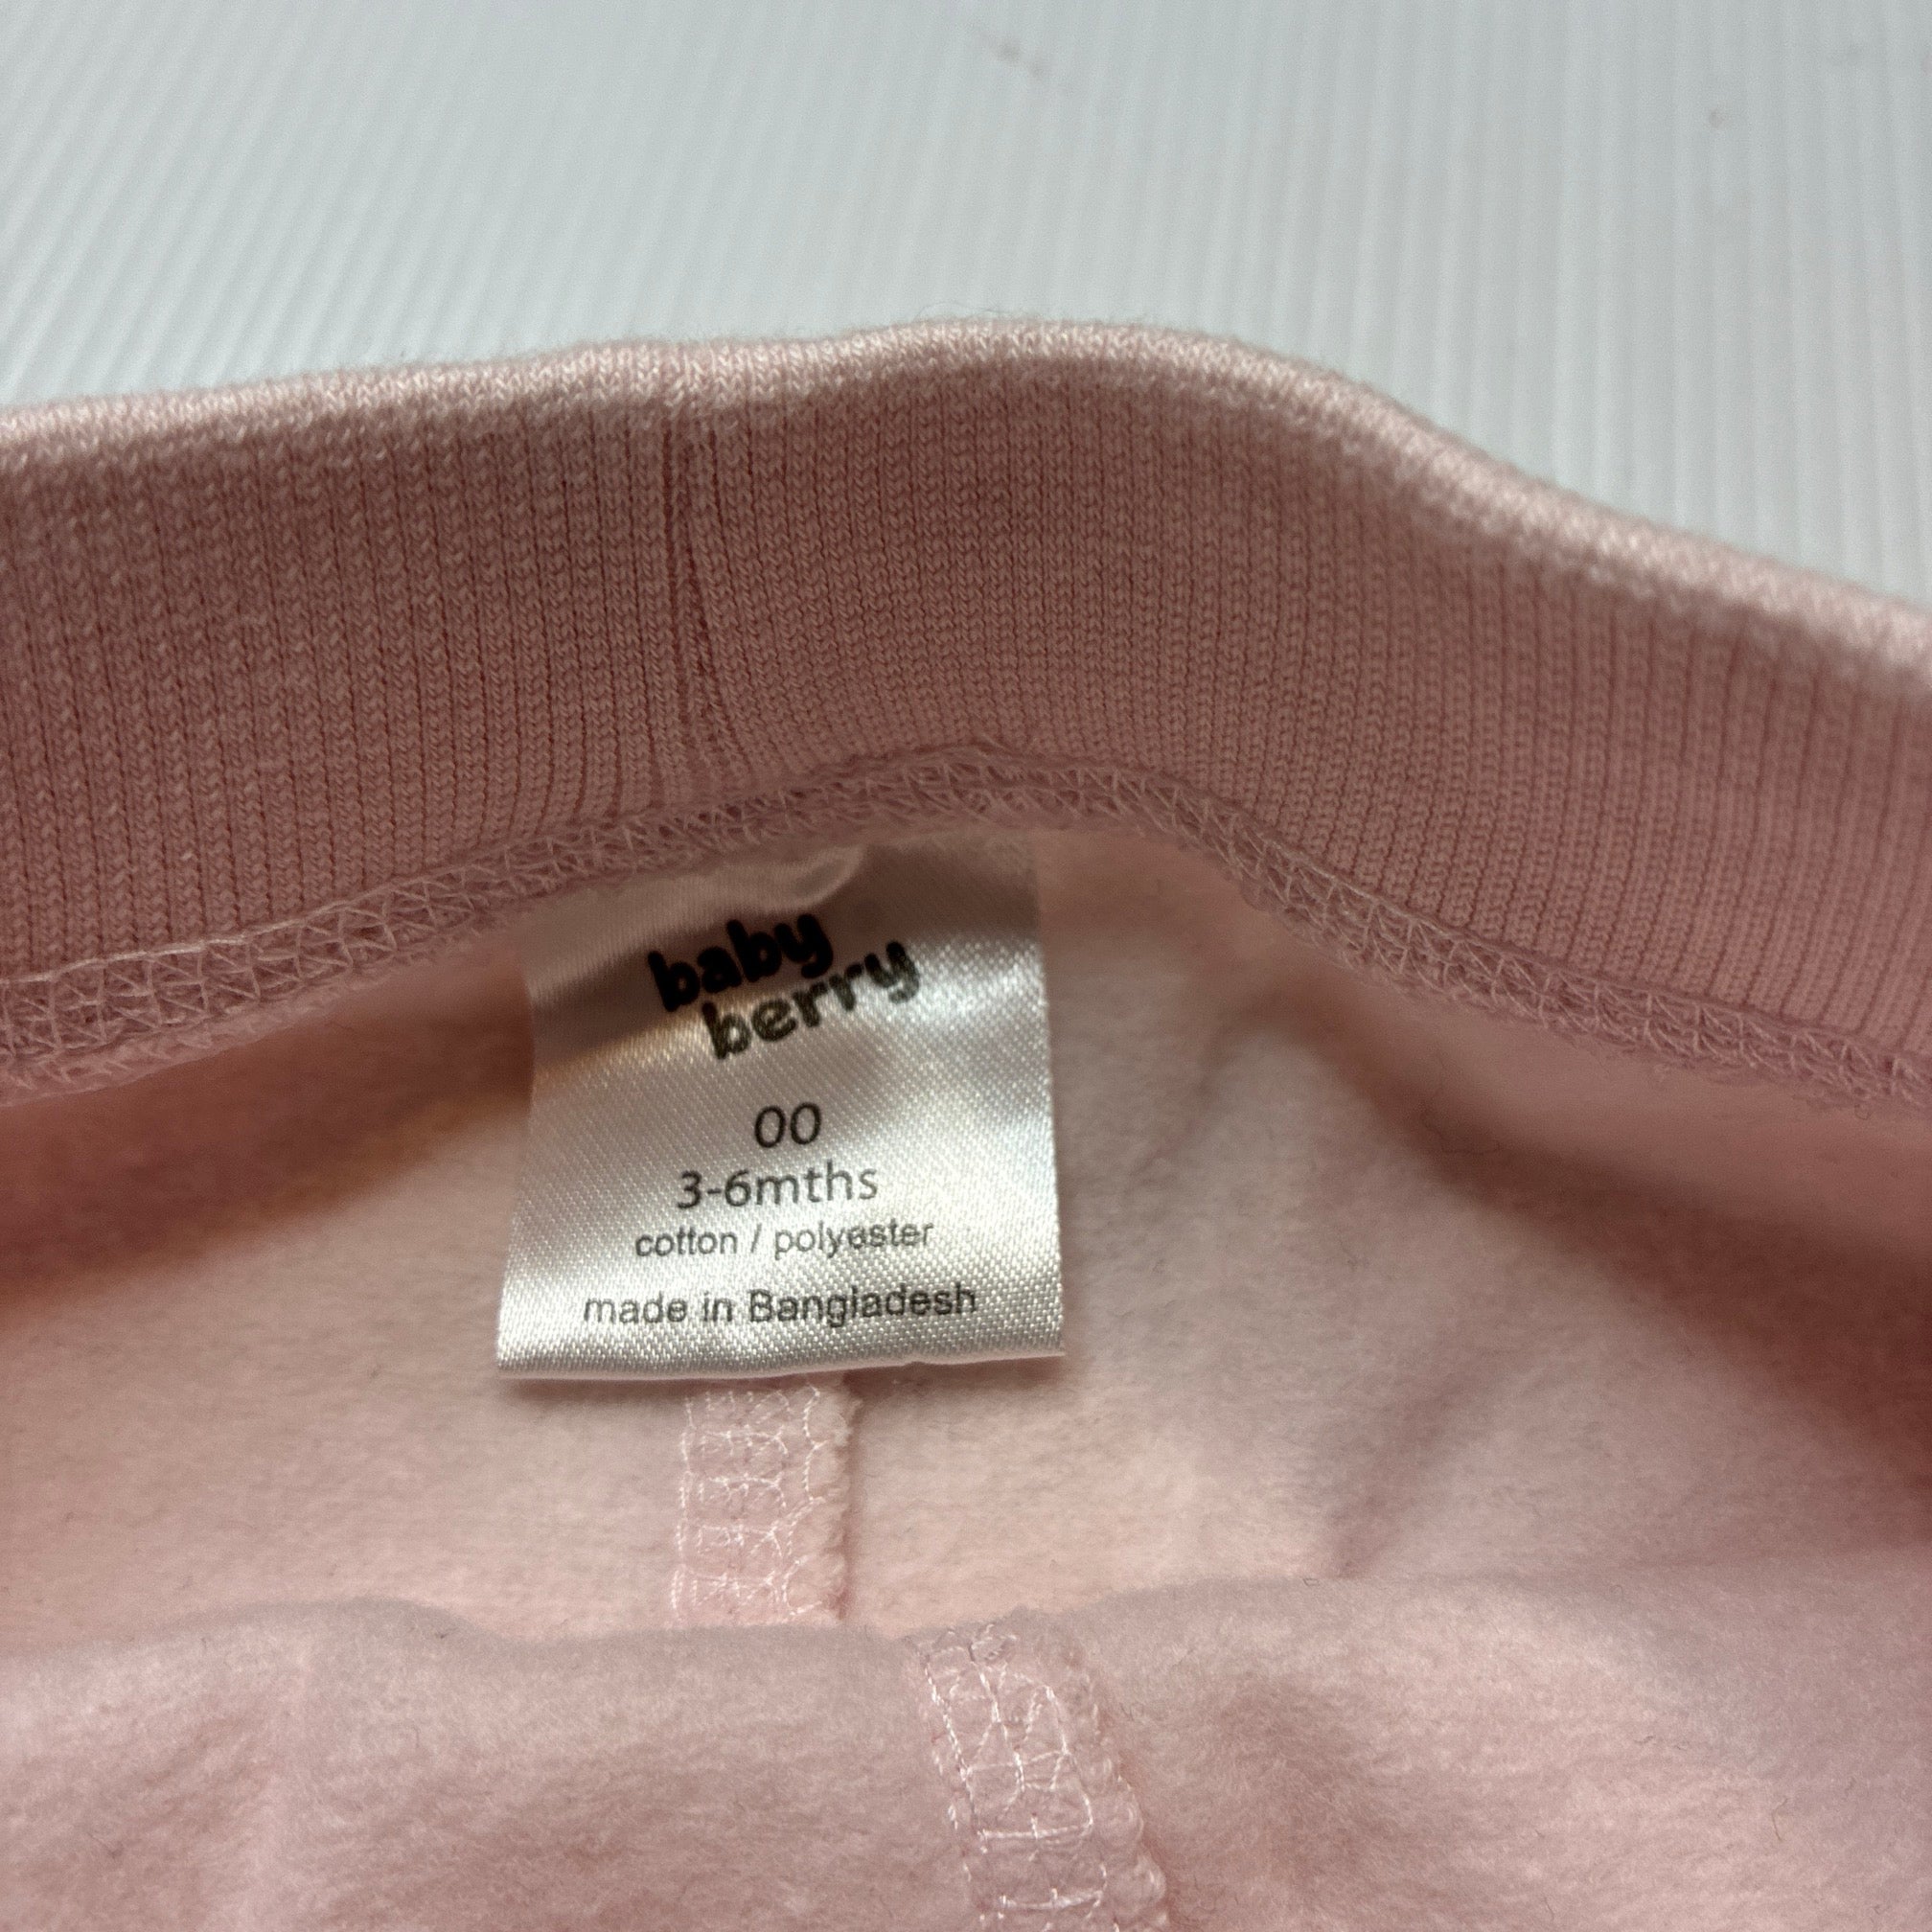 baby
berry
00
3-6mths
cotton / polyester
made in Bangladesh